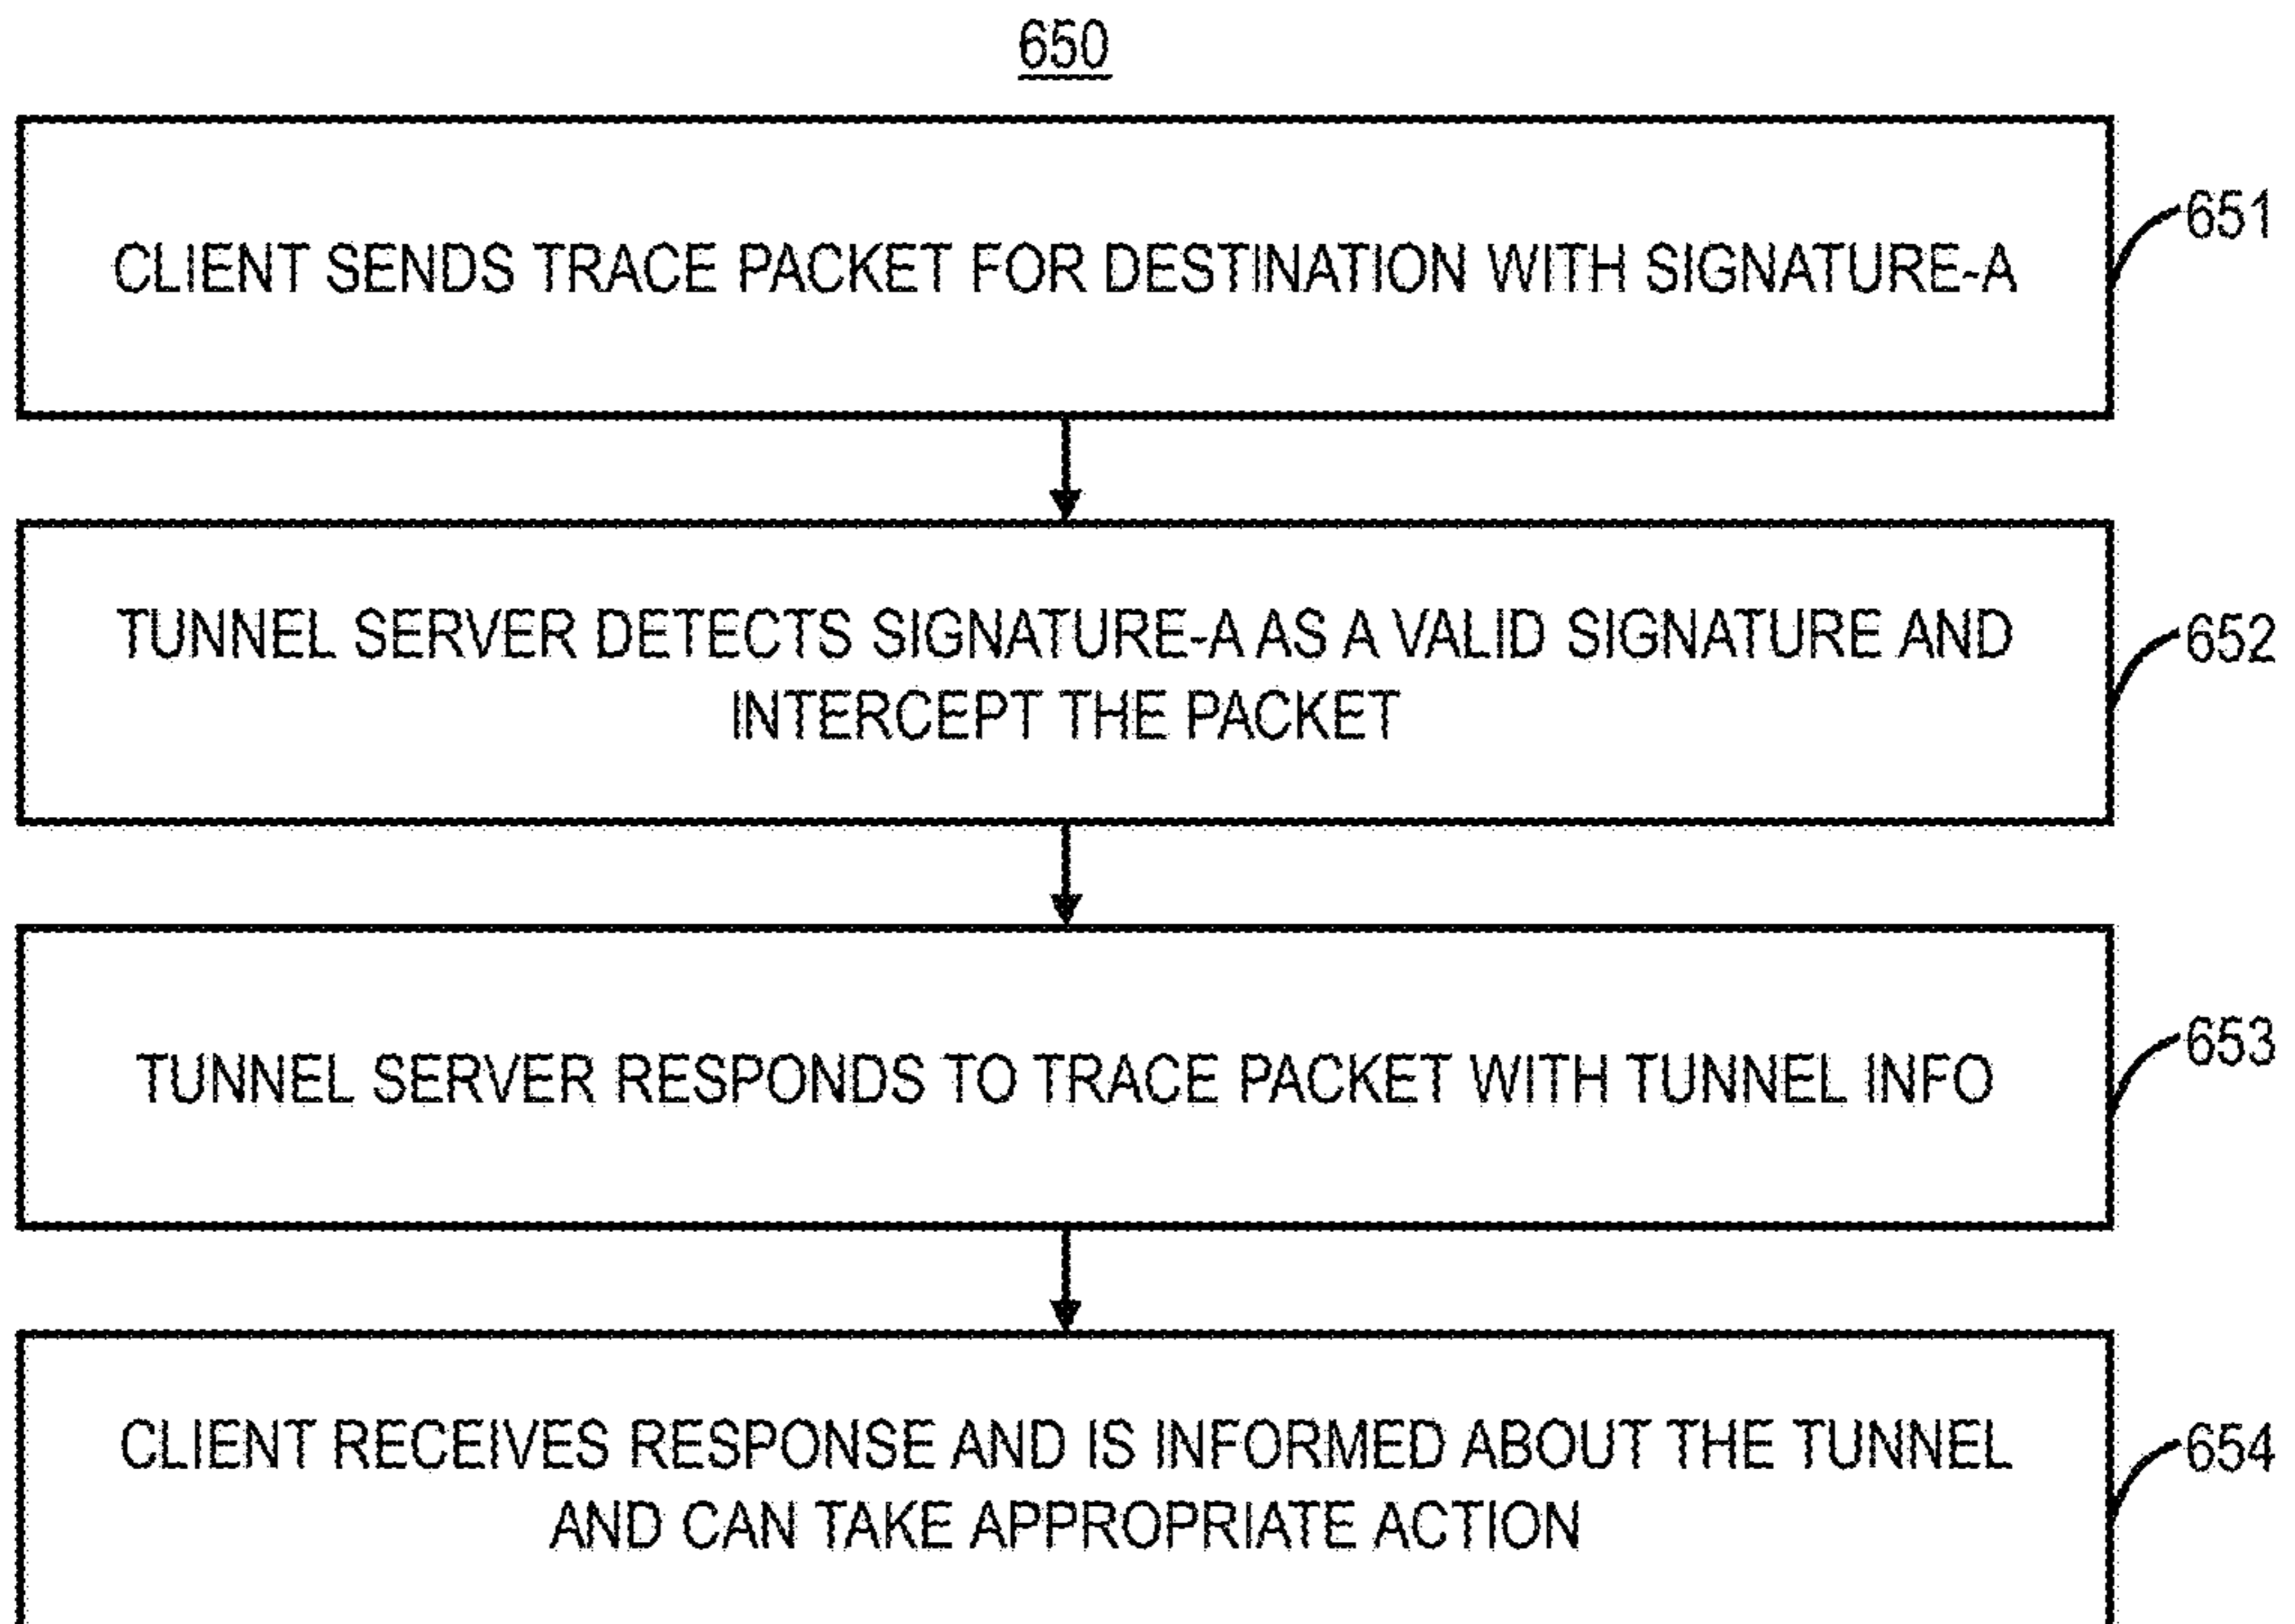 650
CLIENT SENDS TRACE PACKET FOR DESTINATION WITH SIGNATURE-A
651
TUNNEL SERVER DETECTS SIGNATURE-A AS A VALID SIGNATURE AND
INTERCEPT THE PACKET
652
TUNNEL SERVER RESPONDS TO TRACE PACKET WITH TUNNEL INFO
653
CLIENT RECEIVES RESPONSE AND IS INFORMED ABOUT THE TUNNEL
AND CAN TAKE APPROPRIATE ACTION
654